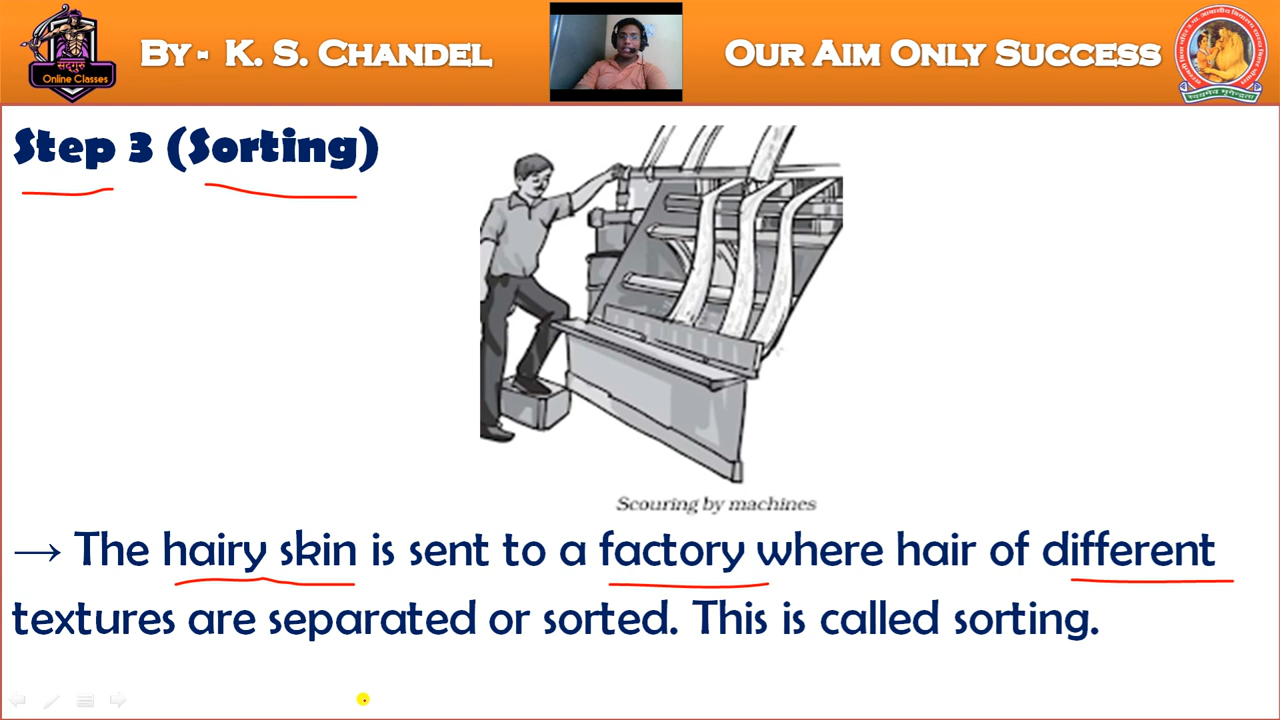 By - K. S. Chandel
Our Aim Only Success
सद्गुरु
Online Classes
Step 3 (Sorting)
Scouring by machines
→ The hairy skin is sent to a factory where hair of different
textures are separated or sorted. This is called sorting.